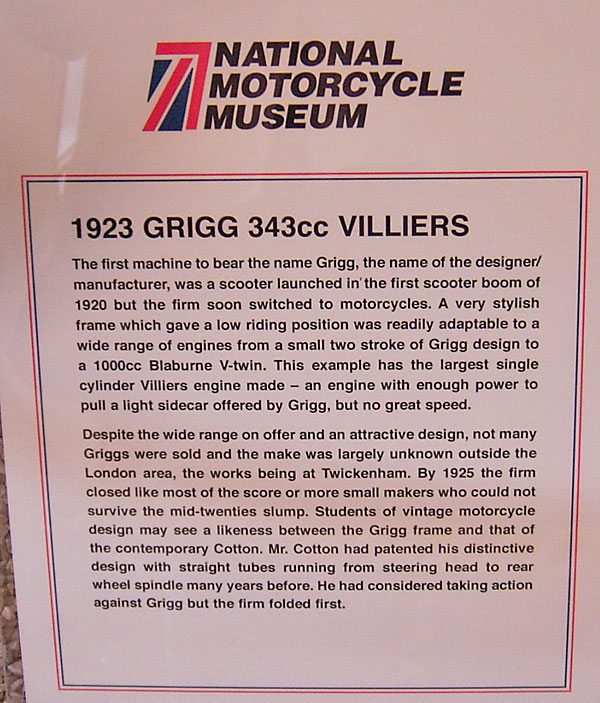 NATIONAL
MOTORCYCLE
MUSEUM
1923 GRIGG 343cc VILLIERS
The first machine to bear the name Grigg, the name of the designer/
manufacturer, was a scooter launched in the first scooter boom of
1920 but the firm soon switched to motorcycles. A very stylish
frame which gave a low riding position was readily adaptable to a
wide range of engines from a small two stroke of Grigg design to
a 1000cc Blaburne V-twin. This example has the largest single
cylinder Villiers engine made – an engine with enough power to
pull a light sidecar offered by Grigg, but no great speed.
Despite the wide range on offer and an attractive design, not many
Griggs were sold and the make was largely unknown outside the
London area, the works being at Twickenham. By 1925 the firm
closed like most of the score or more small makers who could not
survive the mid-twenties slump. Students of vintage motorcycle
design may see a likeness between the Grigg frame and that of
the contemporary Cotton. Mr. Cotton had patented his distinctive
design with straight tubes running from steering head to rear
wheel spindle many years before. He had considered taking action
against Grigg but the firm folded first.